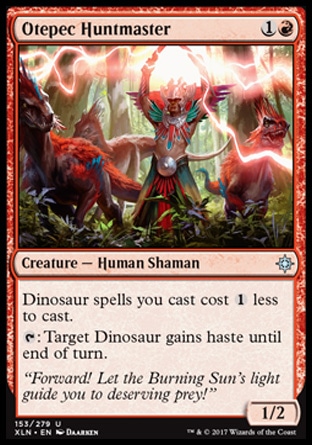 Otepec Huntmaster 1
Creature — Human Shaman
Dinosaur spells you cast cost 1 less
to cast.
: Target Dinosaur gains haste until
end of turn.
“Forward! Let the Burning Sun’s light
guide you to deserving prey!”
1/2
153/279 U
XLN • EN Daarken
™ & © 2017 Wizards of the Coast